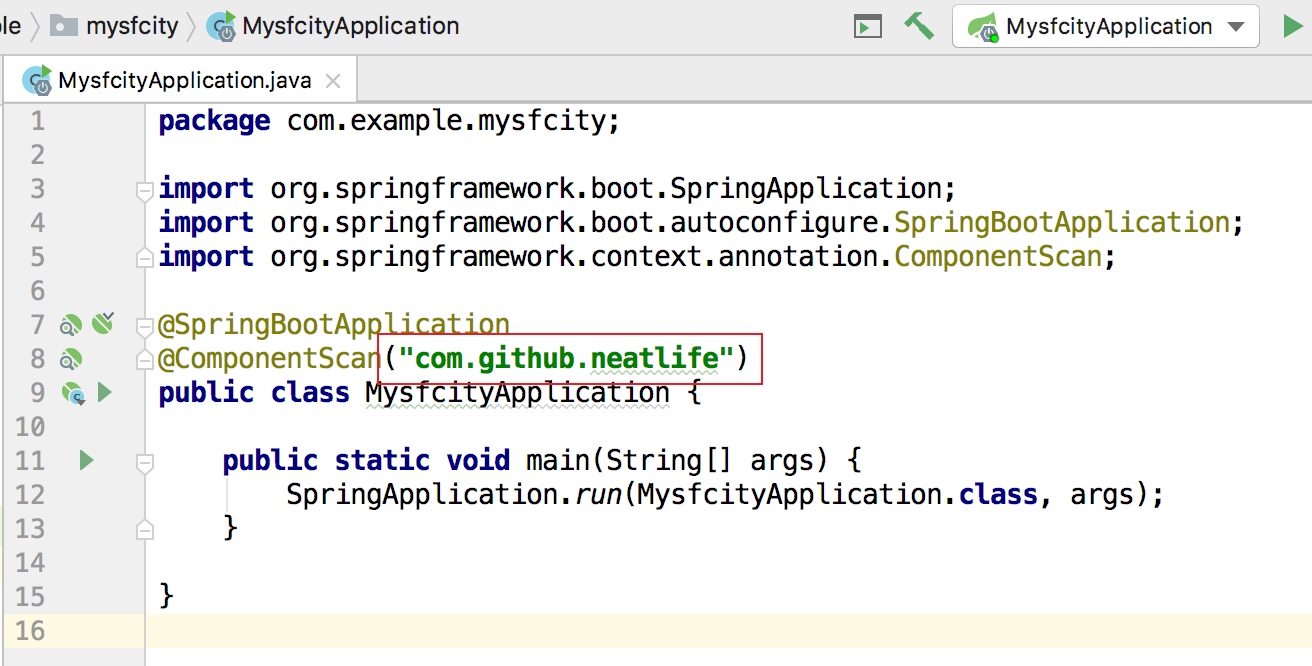 le mysfcity MysfcityApplication MysfcityApplication
MysfcityApplication.java
1 package com.example.mysfcity;
2
3 import org.springframework.boot.SpringApplication;
4 import org.springframework.boot.autoconfigure.SpringBootApplication;
5 import org.springframework.context.annotation.ComponentScan;
6
7 @SpringBootApplication
8 @ComponentScan("com.github.neatlife")
9 public class MysfcityApplication {
10
11     public static void main(String[] args) {
12         SpringApplication.run(MysfcityApplication.class, args);
13     }
14
15 }
16